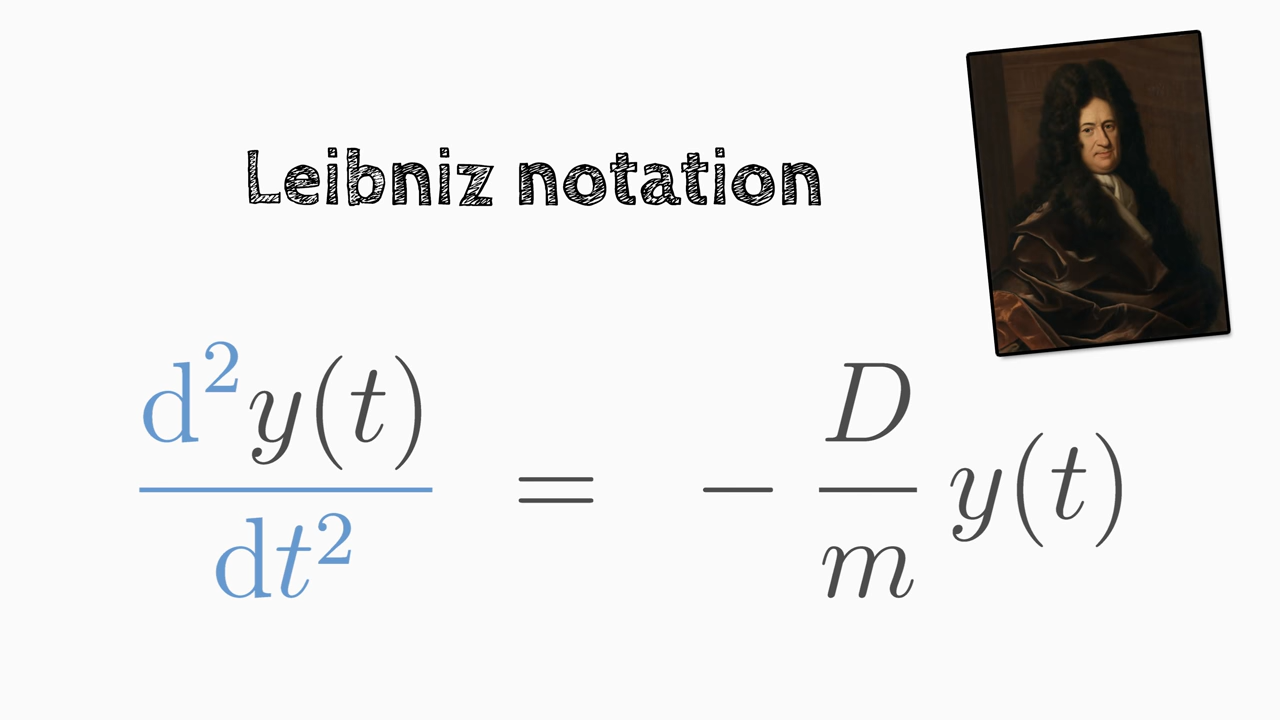 Leibniz notation
d²y(t)/dt² = − D/m y(t)